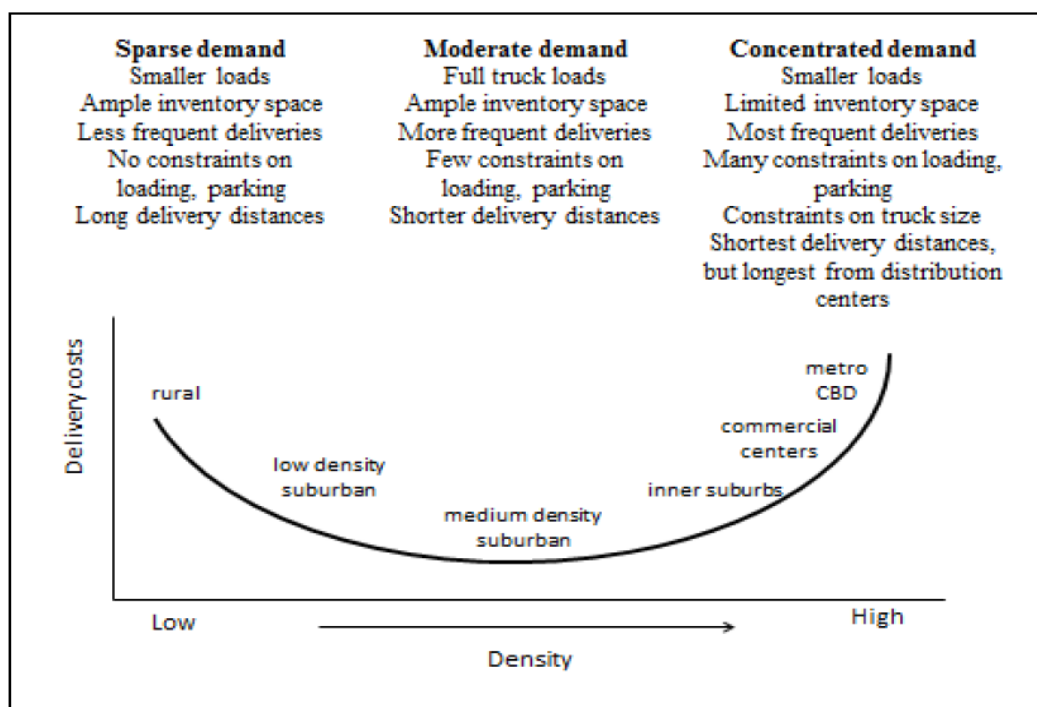 Sparse demand
Smaller loads
Ample inventory space
Less frequent deliveries
No constraints on
loading, parking
Long delivery distances
Moderate demand
Full truck loads
Ample inventory space
More frequent deliveries
Few constraints on
loading, parking
Shorter delivery distances
Concentrated demand
Smaller loads
Limited inventory space
Most frequent deliveries
Many constraints on loading,
parking
Constraints on truck size
Shortest delivery distances,
but longest from distribution
centers
Delivery costs
rural
low density
suburban
medium density
suburban
inner suburbs
commercial
centers
metro
CBD
Low
High
Density